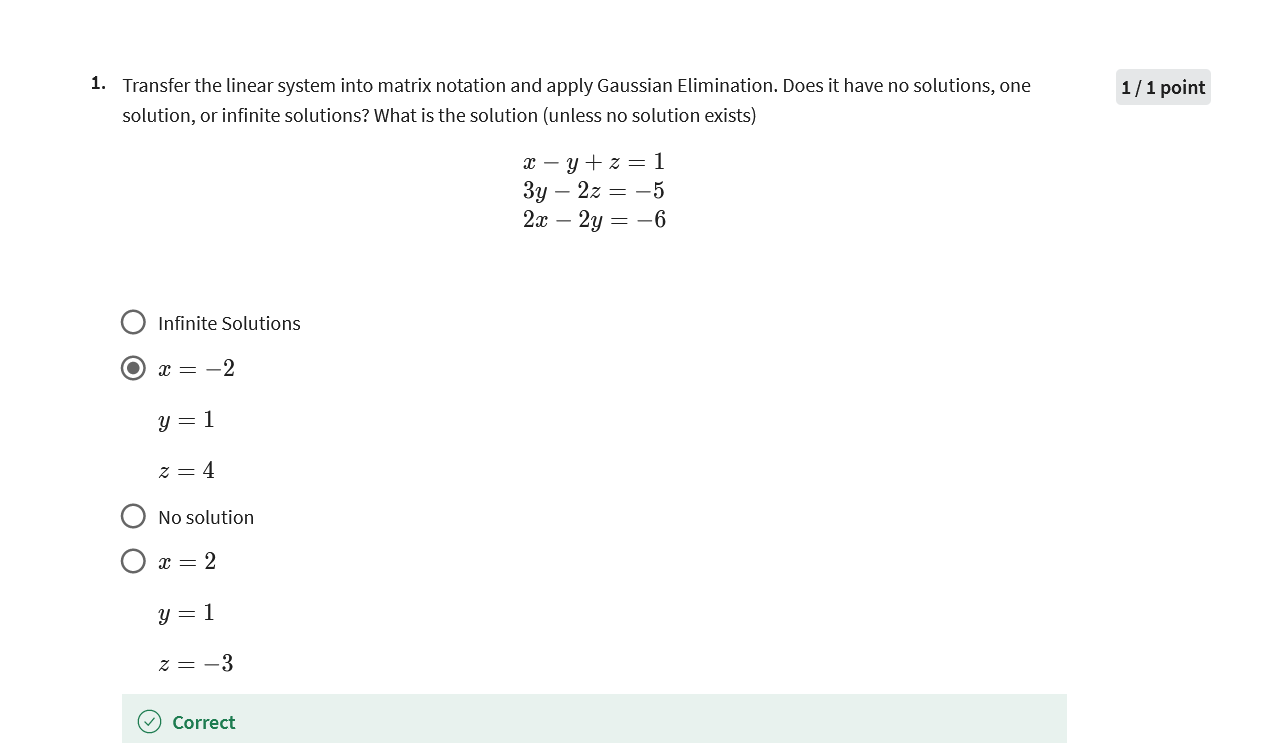 1. Transfer the linear system into matrix notation and apply Gaussian Elimination. Does it have no solutions, one
1 / 1 point
solution, or infinite solutions? What is the solution (unless no solution exists)
x − y + z = 1
3y − 2z = −5
2x − 2y = −6
Infinite Solutions
x = −2
y = 1
z = 4
No solution
x = 2
y = 1
z = −3
Correct